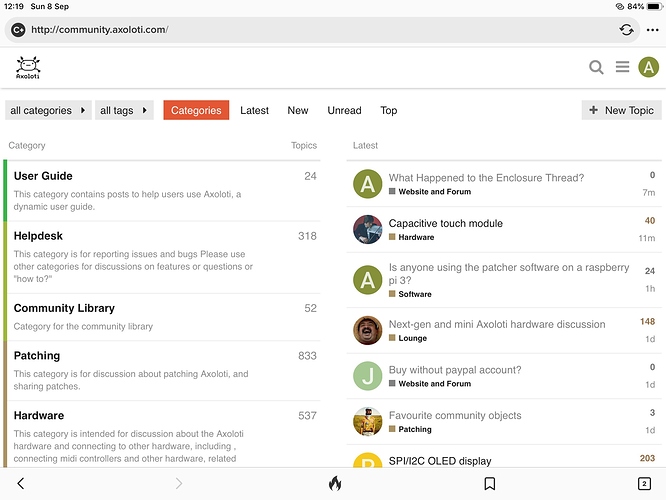 12:19 Sun 8 Sep 84%
C+ http://community.axoloti.com/
Axoloti
A
all categories all tags Categories Latest New Unread Top + New Topic
Category Topics
User Guide 24
This category contains posts to help users use Axoloti, a
dynamic user guide.
Helpdesk 318
This category is for reporting issues and bugs Please use
other categories for discussions on features or questions or
"how to?"
Community Library 52
Category for the community library
Patching 833
This category is for discussion about patching Axoloti, and
sharing patches.
Hardware 537
This category is intended for discussion about the Axoloti
hardware and connecting to other hardware, including ,
connecting midi controllers and other hardware, related
Latest
A What Happened to the Enclosure Thread? 0
Website and Forum 7m
Capacitive touch module 40
Hardware 11m
A Is anyone using the patcher software on a raspberry 24
pi 3?
Software 1h
Next-gen and mini Axoloti hardware discussion 148
Lounge 1d
J Buy without paypal account? 0
Website and Forum 1d
Favourite community objects 3
Patching 1d
SPI/I2C OLED display 203
2